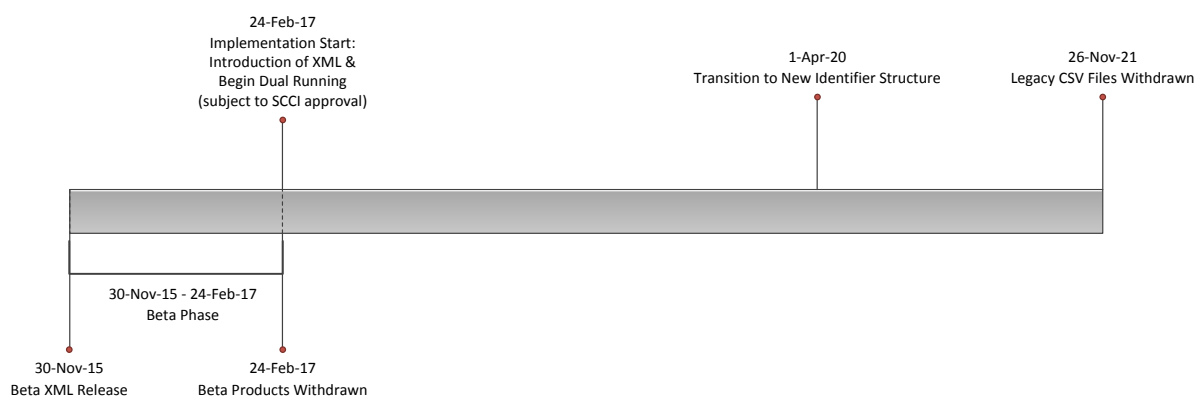 24-Feb-17
Implementation Start:
Introduction of XML &
Begin Dual Running
(subject to SCCI approval)
1-Apr-20
Transition to New Identifier Structure
26-Nov-21
Legacy CSV Files Withdrawn
30-Nov-15 - 24-Feb-17
Beta Phase
30-Nov-15
Beta XML Release
24-Feb-17
Beta Products Withdrawn